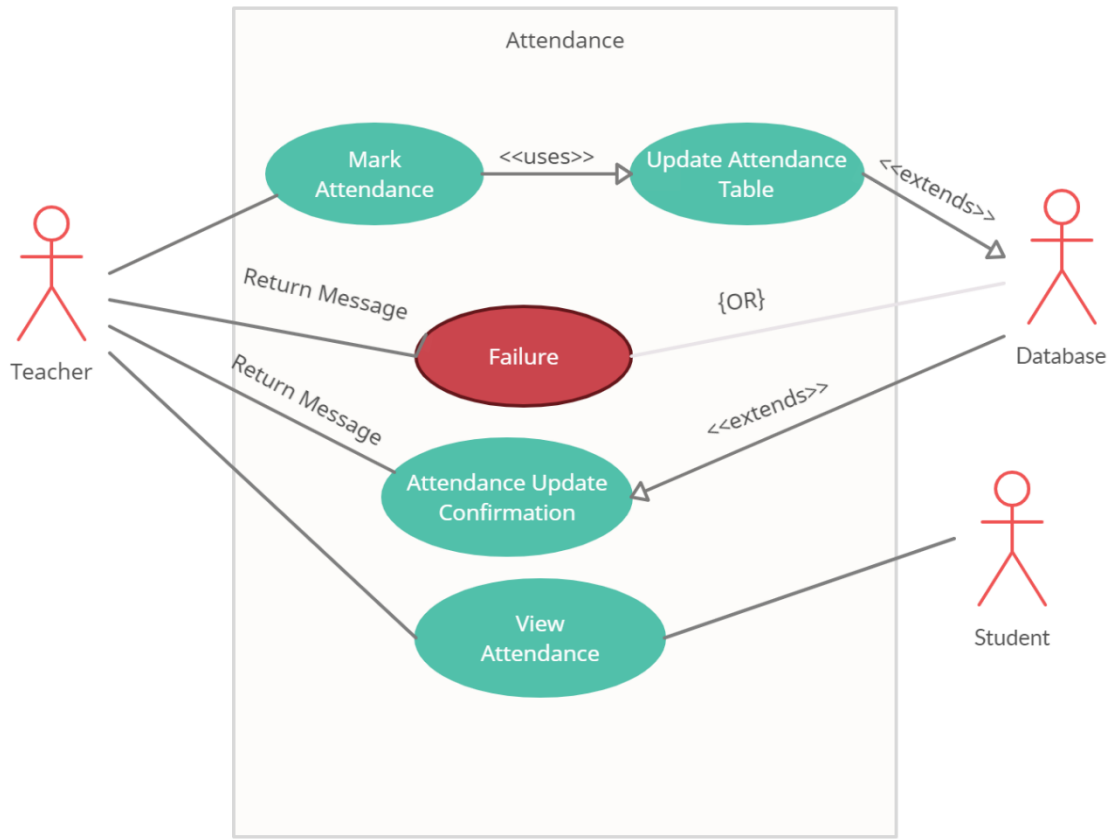 Attendance
Mark
Attendance
<<uses>>
Update Attendance
Table
<<extends>>
Teacher
Return Message
Failure
{OR}
Database
Return Message
<<extends>>
Attendance Update
Confirmation
View
Attendance
Student